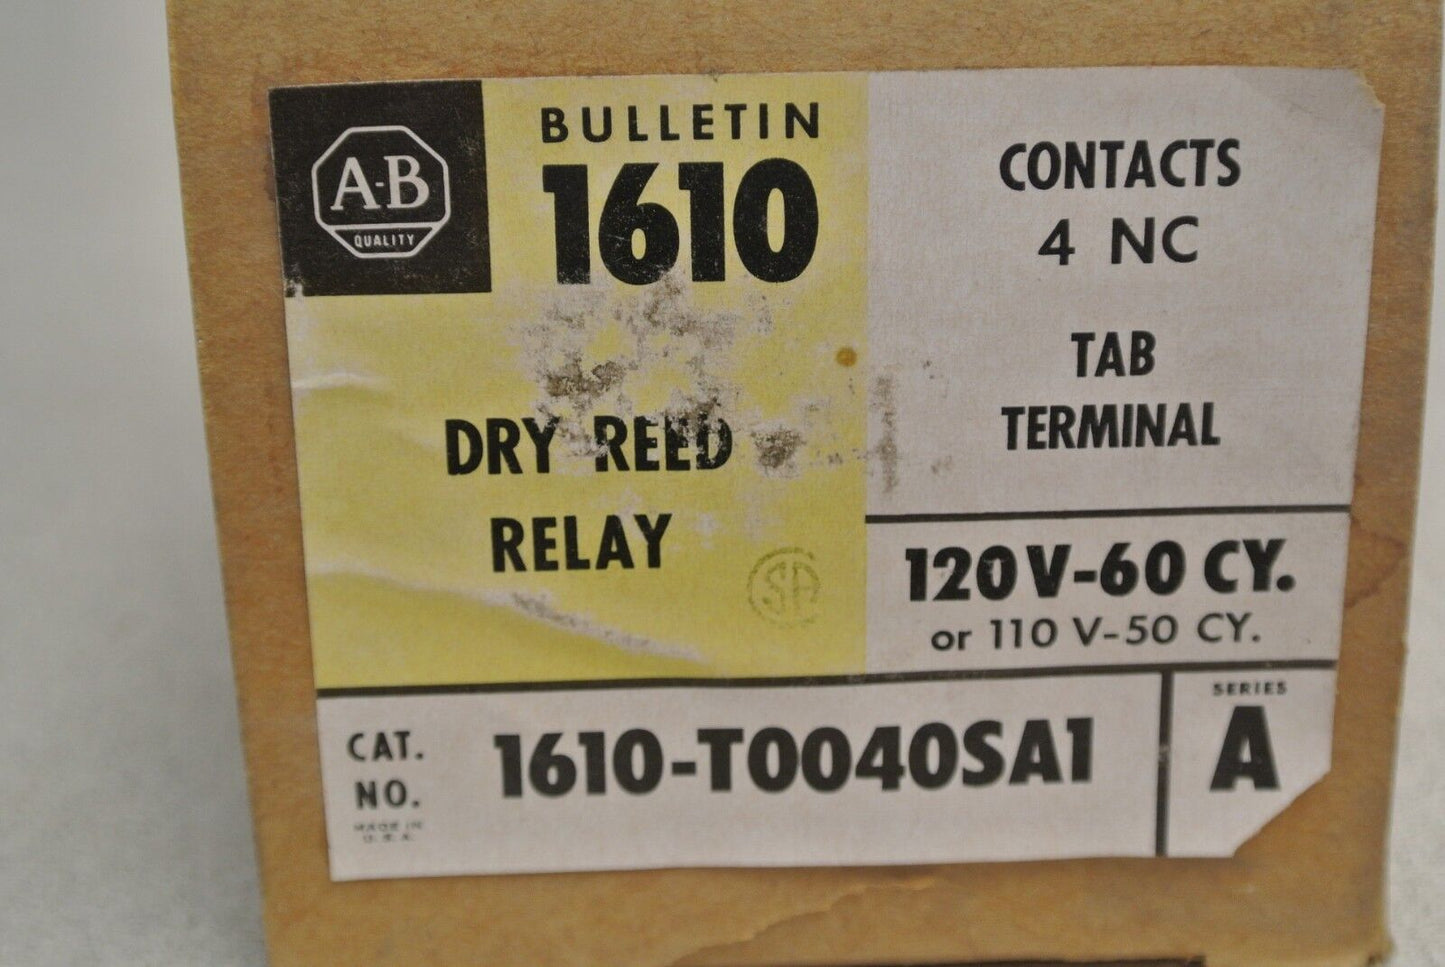 A-B
QUALITY
BULLETIN
1610
DRY REED
RELAY
SA
CONTACTS
4 NC
TAB
TERMINAL
120V-60 CY.
or 110 V-50 CY.
CAT.
NO.
MADE IN
U.S.A.
1610-T0040SA1
SERIES
A